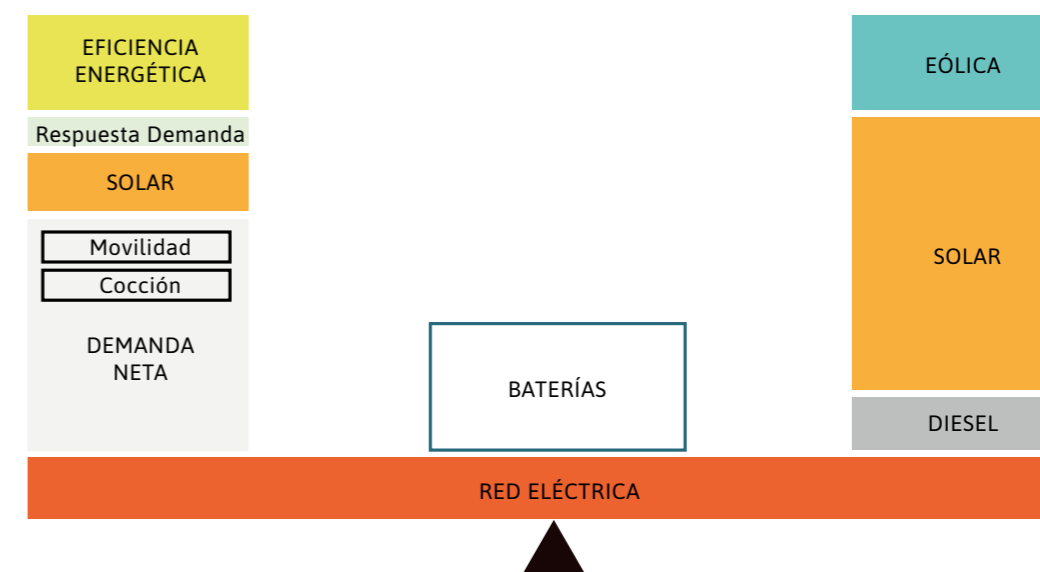 EFICIENCIA
ENERGÉTICA
Respuesta Demanda
SOLAR
Movilidad
Cocción
DEMANDA
NETA
BATERÍAS
EÓLICA
SOLAR
DIESEL
RED ELÉCTRICA